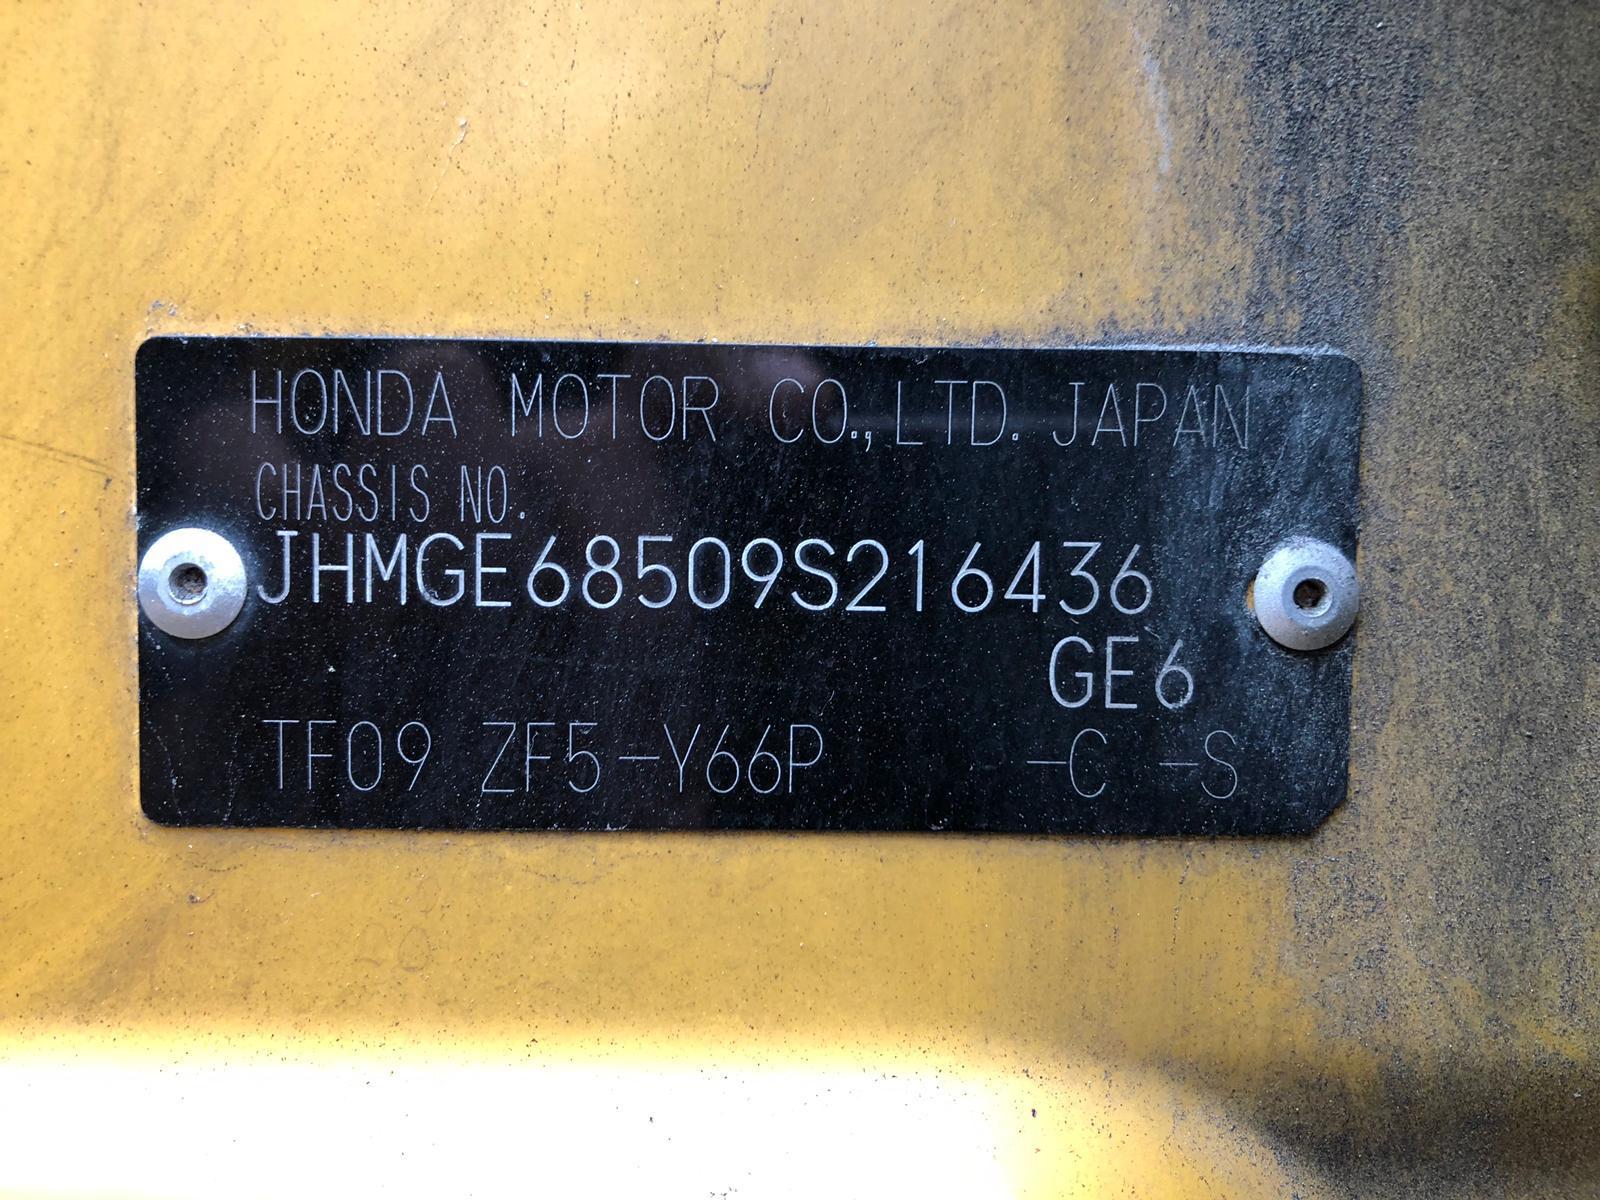 HONDA MOTOR CO.,LTD. JAPAN
CHASSIS NO.
JHMGE68509S216436
GE6
TF09 ZF5-Y66P -C -S